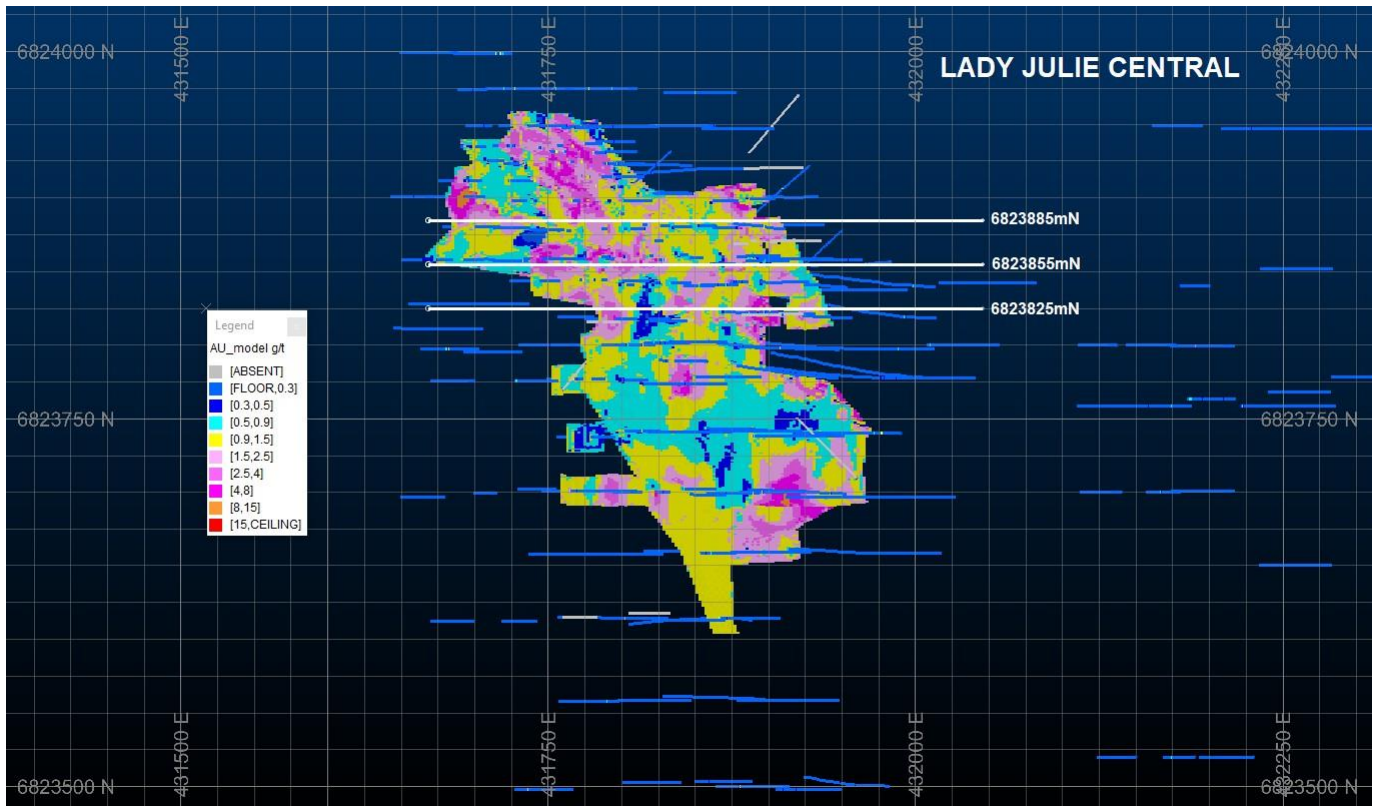 431500 E
431750 E
432000 E
432250 E
6824000 N
6824000 N
LADY JULIE CENTRAL
6823885mN
6823855mN
6823825mN
Legend
AU_model g/t
[ABSENT]
[FLOOR,0.3]
[0.3,0.5]
[0.5,0.9]
[0.9,1.5]
[1.5,2.5]
[2.5,4]
[4,8]
[8,15]
[15,CEILING]
6823750 N
6823750 N
431500 E
431750 E
432000 E
432250 E
6823500 N
6823500 N